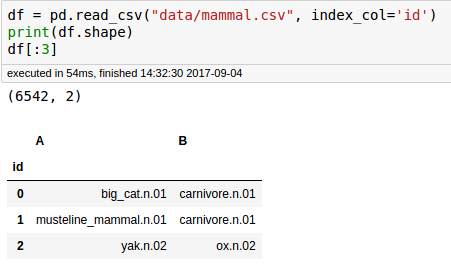 df = pd.read_csv("data/mammal.csv", index_col='id')
print(df.shape)
df[:3]
executed in 54ms, finished 14:32:30 2017-09-04
(6542, 2)
A B
id
0 big_cat.n.01 carnivore.n.01
1 musteline_mammal.n.01 carnivore.n.01
2 yak.n.02 ox.n.02